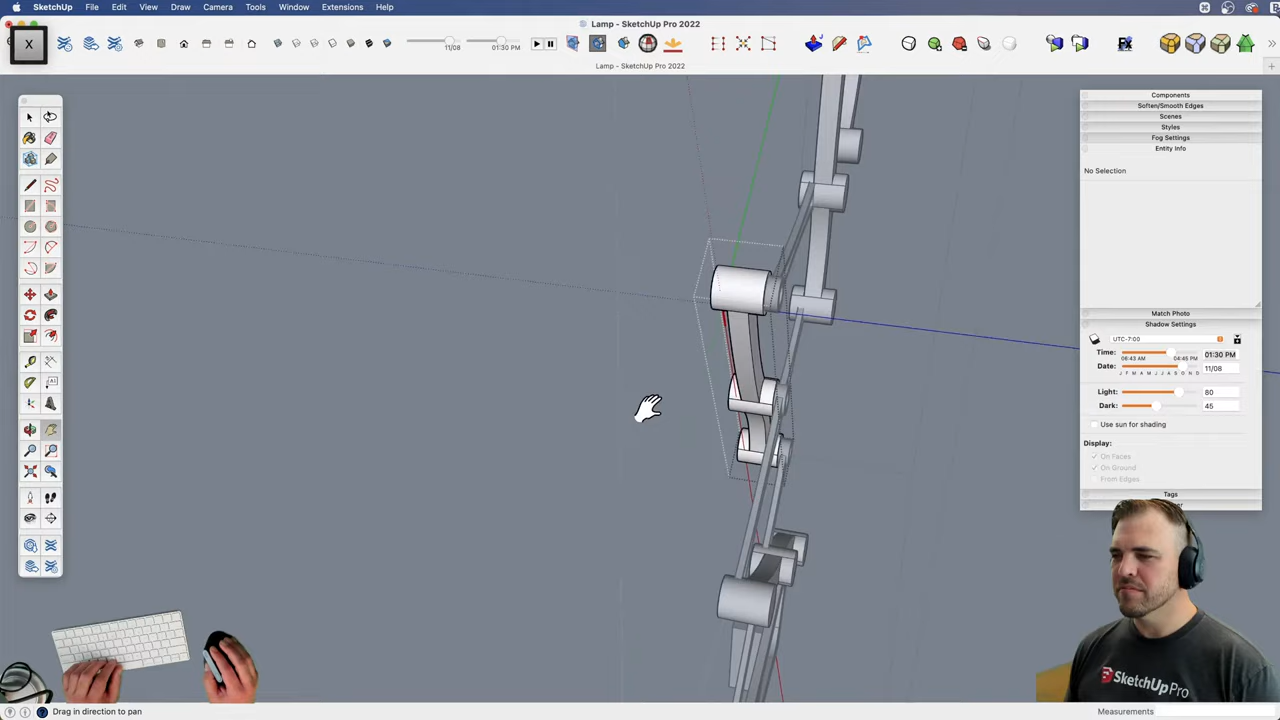 SketchUp File Edit View Draw Camera Tools Window Extensions Help
Lamp - SketchUp Pro 2022
X
11/08
01:30 PM
Lamp - SketchUp Pro 2022
Components
Soften/Smooth Edges
Scenes
Styles
Fog Settings
Entity Info
No Selection
Match Photo
Shadow Settings
UTC-7:00
Time: 01:30 PM
06:43 AM 04:45 PM
Date: 11/08
J F M A M J J A S O N D
Light: 80
Dark: 45
Use sun for shading
Display:
On Faces
On Ground
From Edges
Tags
SketchUp Pro
Drag in direction to pan
Measurements